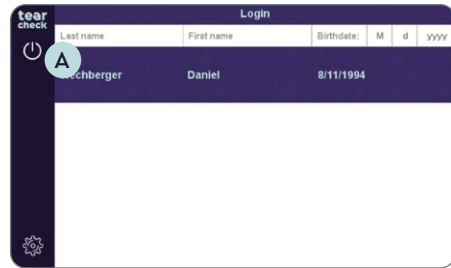 tear
check
Login
Last name First name Birthdate: M d yyyy
A
Daniel 8/11/1994